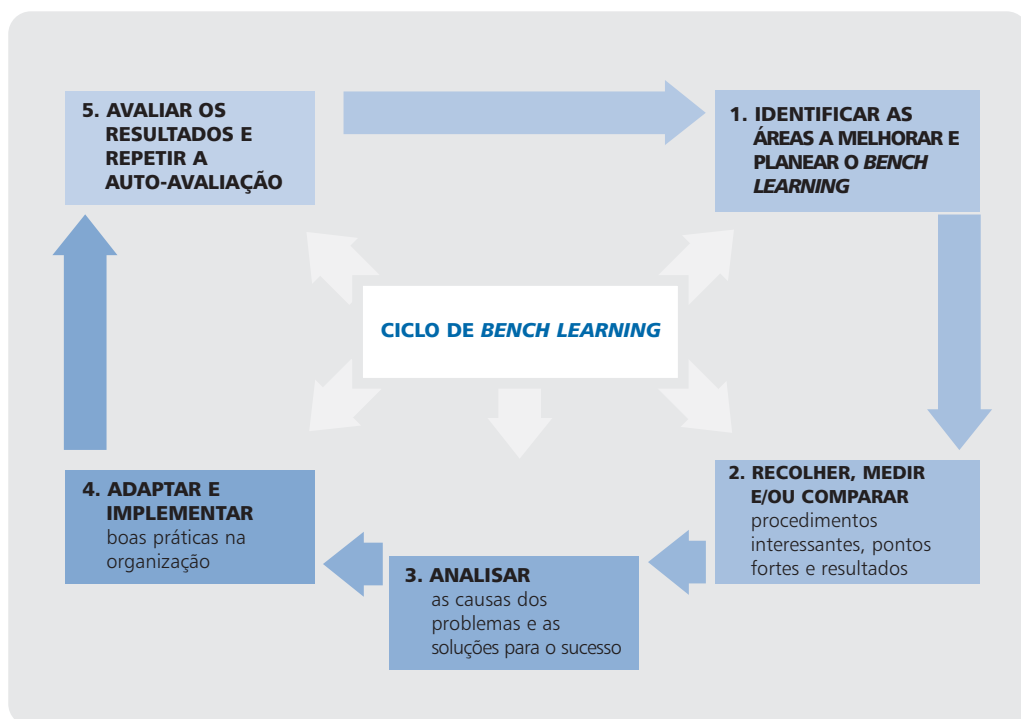 5. AVALIAR OS
RESULTADOS E
REPETIR A
AUTO-AVALIAÇÃO
1. IDENTIFICAR AS
ÁREAS A MELHORAR E
PLANEAR O BENCH
LEARNING
CICLO DE BENCH LEARNING
2. RECOLHER, MEDIR
E/OU COMPARAR
procedimentos
interessantes, pontos
fortes e resultados
3. ANALISAR
as causas dos
problemas e as
soluções para o sucesso
4. ADAPTAR E
IMPLEMENTAR
boas práticas na
organização